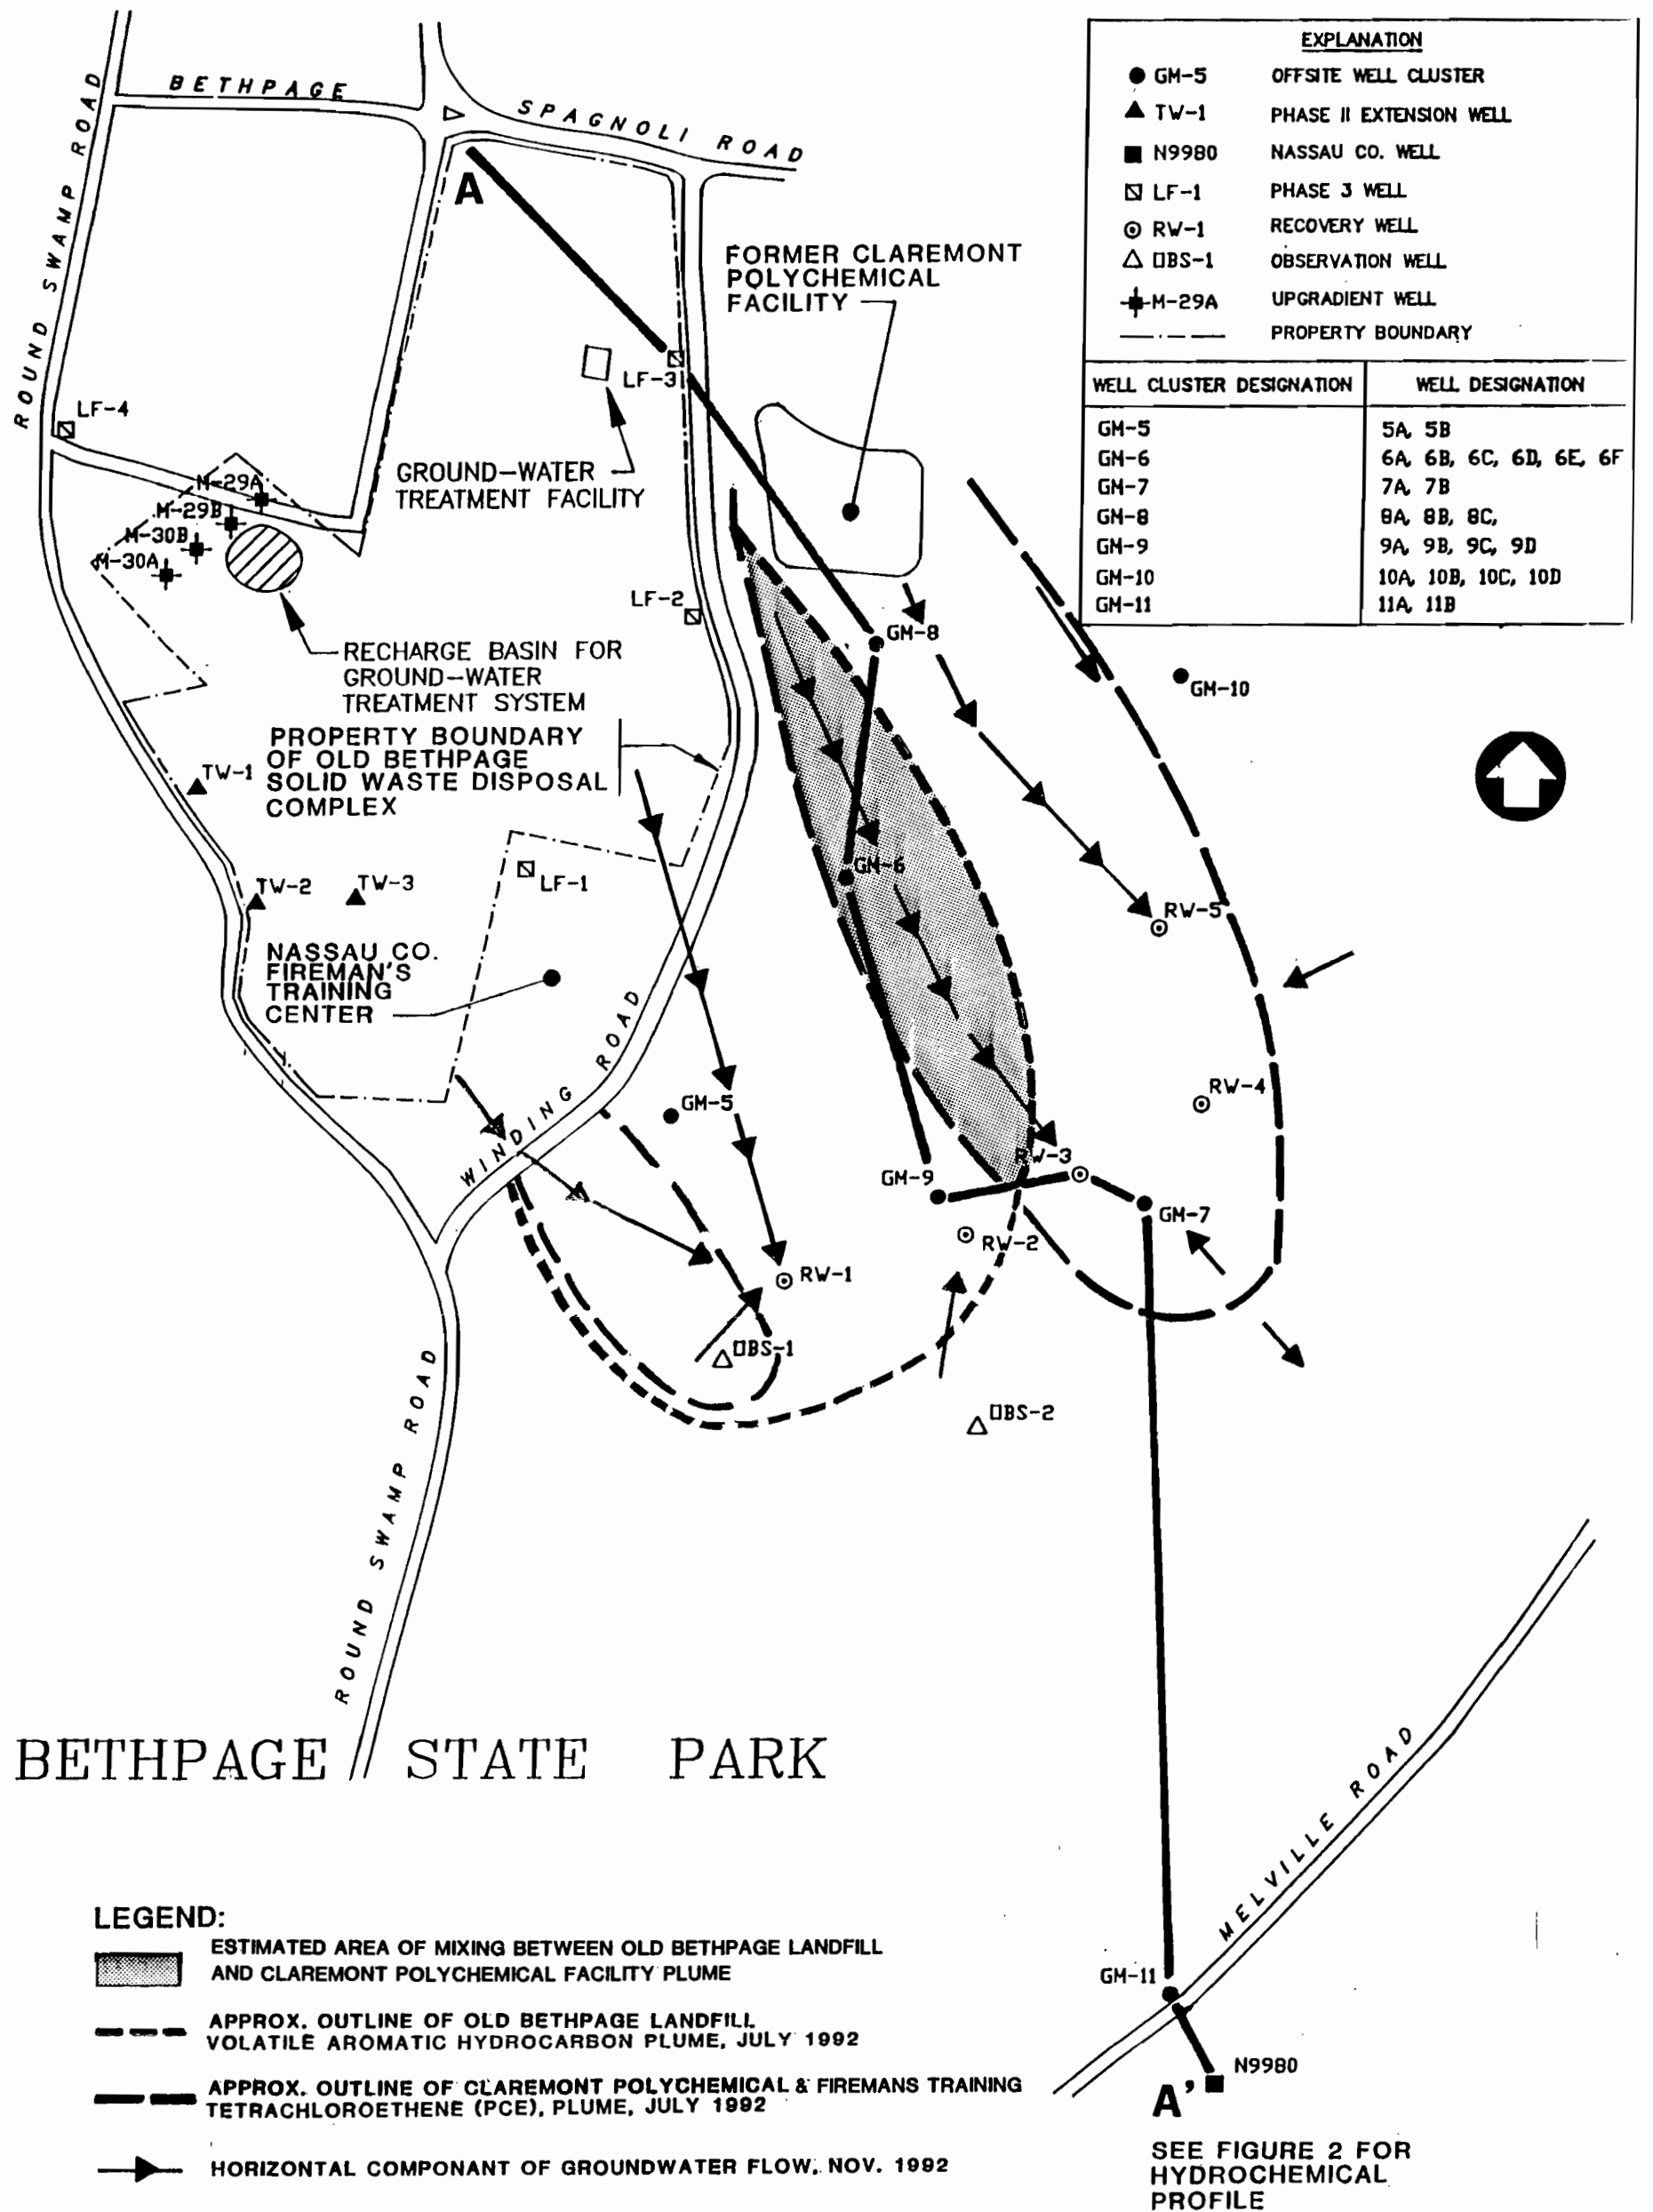 EXPLANATION
GM-5 OFFSITE WELL CLUSTER
TW-1 PHASE II EXTENSION WELL
N9980 NASSAU CO. WELL
LF-1 PHASE 3 WELL
RW-1 RECOVERY WELL
OBS-1 OBSERVATION WELL
M-29A UPGRADIENT WELL
PROPERTY BOUNDARY
WELL CLUSTER DESIGNATION WELL DESIGNATION
GM-5 5A, 5B
GM-6 6A, 6B, 6C, 6D, 6E, 6F
GM-7 7A, 7B
GM-8 8A, 8B, 8C,
GM-9 9A, 9B, 9C, 9D
GM-10 10A, 10B, 10C, 10D
GM-11 11A, 11B
BETHPAGE
SPAGNOLI ROAD
ROUND SWAMP ROAD
A
FORMER CLAREMONT
POLYCHEMICAL
FACILITY
LF-3
LF-4
GROUND-WATER
TREATMENT FACILITY
M-29A
M-29B
M-30B
M-30A
LF-2
GM-8
RECHARGE BASIN FOR
GROUND-WATER
TREATMENT SYSTEM
GM-10
PROPERTY BOUNDARY
OF OLD BETHPAGE
SOLID WASTE DISPOSAL
COMPLEX
TW-1
GM-6
LF-1
TW-2
TW-3
RW-5
NASSAU CO.
FIREMAN'S
TRAINING
CENTER
WINDING ROAD
RW-4
GM-5
RW-3
GM-9
GM-7
RW-2
RW-1
OBS-1
OBS-2
ROUND SWAMP ROAD
BETHPAGE STATE PARK
MELVILLE ROAD
GM-11
N9980
A'
SEE FIGURE 2 FOR
HYDROCHEMICAL
PROFILE
LEGEND:
ESTIMATED AREA OF MIXING BETWEEN OLD BETHPAGE LANDFILL
AND CLAREMONT POLYCHEMICAL FACILITY PLUME
APPROX. OUTLINE OF OLD BETHPAGE LANDFILL
VOLATILE AROMATIC HYDROCARBON PLUME, JULY 1992
APPROX. OUTLINE OF CLAREMONT POLYCHEMICAL & FIREMANS TRAINING
TETRACHLOROETHENE (PCE), PLUME, JULY 1992
HORIZONTAL COMPONANT OF GROUNDWATER FLOW, NOV. 1992